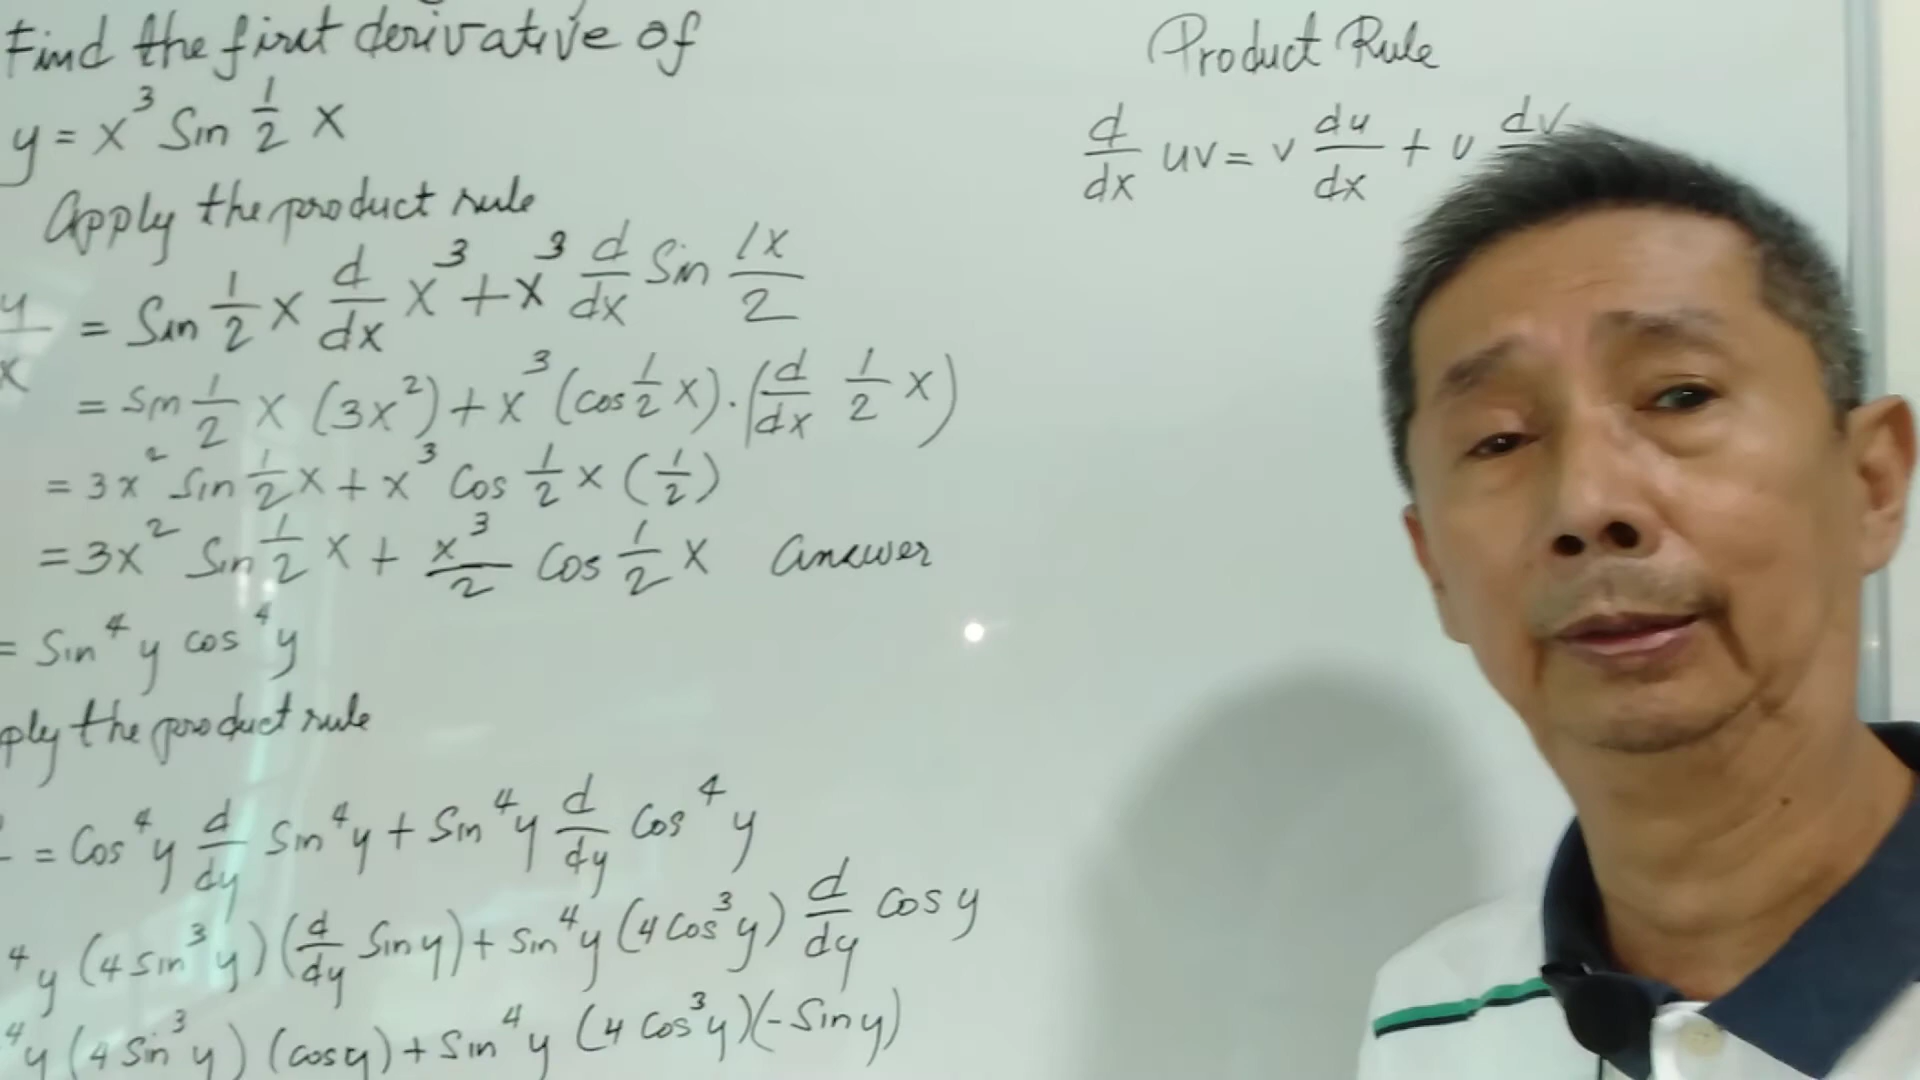 Find the first derivative of
y = x³ Sin 1/2 x
Apply the product rule
y/x = Sin 1/2 x d/dx x³ + x³ d/dx Sin 1x/2
= Sin 1/2 x (3x²) + x³ (cos 1/2 x) · (d/dx 1/2 x)
= 3x² Sin 1/2 x + x³ Cos 1/2 x (1/2)
= 3x² Sin 1/2 x + x³/2 Cos 1/2 x Answer
= Sin⁴ y cos⁴ y
ply the product rule
= Cos⁴ y d/dy Sin⁴ y + Sin⁴ y d/dy Cos⁴ y
⁴ y (4 sin³ y) (d/dy Sin y) + Sin⁴ y (4 Cos³ y) d/dy cos y
⁴ y (4 Sin³ y) (cos y) + Sin⁴ y (4 Cos³ y) (- Sin y)
Product Rule
d/dx uv = v du/dx + u dv